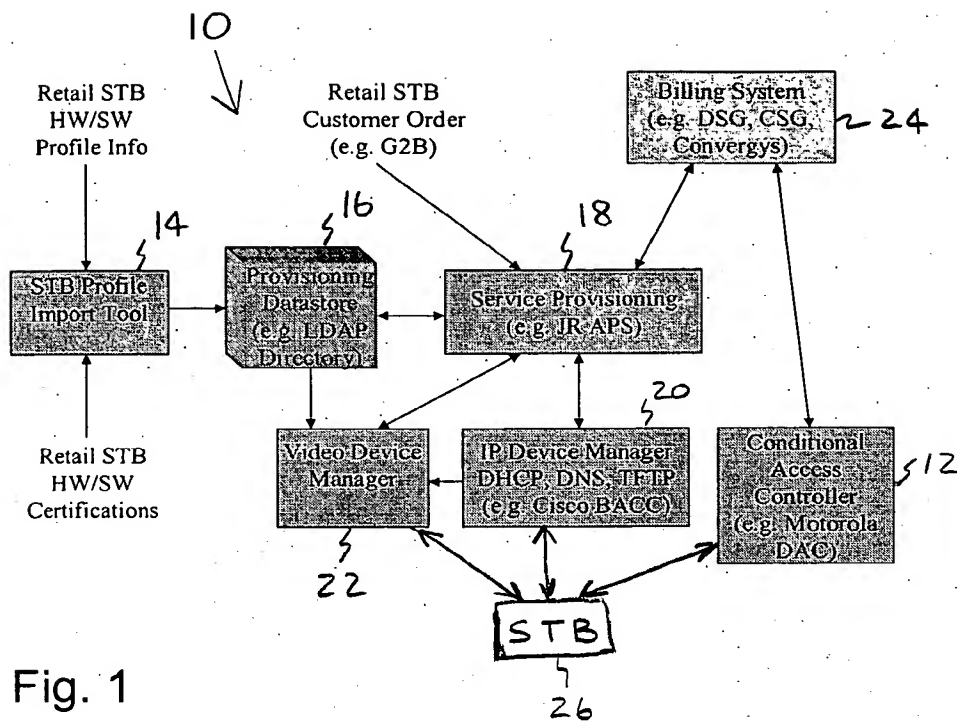 10
Retail STB
HW/SW
Profile Info
Retail STB
Customer Order
(e.g. G2B)
Billing System
(e.g. DSG, CSG,
Convergys)
24
14
16
18
STB Profile
Import Tool
Provisioning
Datastore
(e.g. LDAP
Directory)
Service Provisioning
(e.g. JR APS)
20
Retail STB
HW/SW
Certifications
Video Device
Manager
IP Device Manager
DHCP, DNS, TFTP
(e.g. Cisco BACC)
Conditional
Access
Controller
(e.g. Motorola
DAC)
12
22
STB
26
Fig. 1